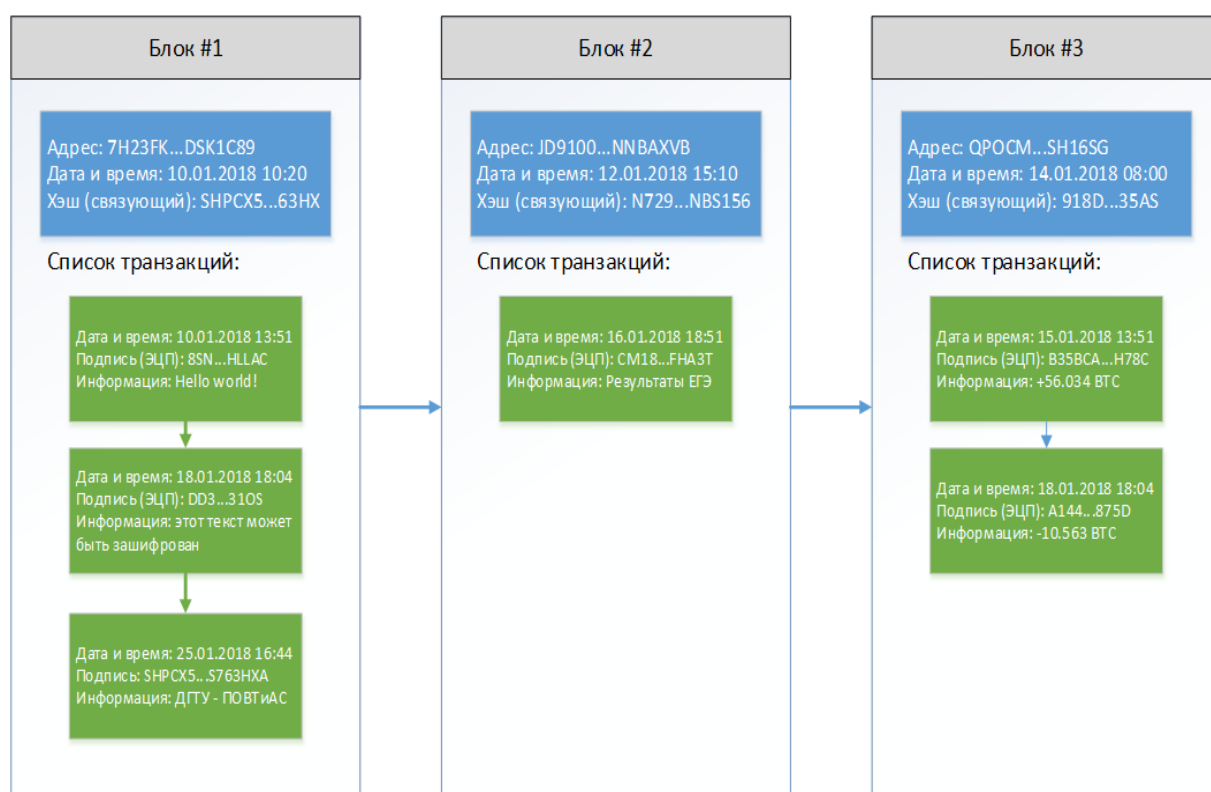 Блок #1
Адрес: 7H23FK...DSK1C89
Дата и время: 10.01.2018 10:20
Хэш (связующий): SHPCX5...63HX
Список транзакций:
Дата и время: 10.01.2018 13:51
Подпись (ЭЦП): 8SN...HLLAC
Информация: Hello world!
Дата и время: 18.01.2018 18:04
Подпись (ЭЦП): DD3...31OS
Информация: этот текст может
быть зашифрован
Дата и время: 25.01.2018 16:44
Подпись: SHPCX5...S763HXA
Информация: ДГТУ - ПОВТиАС
Блок #2
Адрес: JD9100...NNBAXVB
Дата и время: 12.01.2018 15:10
Хэш (связующий): N729...NBS156
Список транзакций:
Дата и время: 16.01.2018 18:51
Подпись (ЭЦП): CM18...FHA3T
Информация: Результаты ЕГЭ
Блок #3
Адрес: QPOCM...SH16SG
Дата и время: 14.01.2018 08:00
Хэш (связующий): 918D...35AS
Список транзакций:
Дата и время: 15.01.2018 13:51
Подпись (ЭЦП): B35BCA...H78C
Информация: +56.034 BTC
Дата и время: 18.01.2018 18:04
Подпись (ЭЦП): A144...875D
Информация: -10.563 BTC